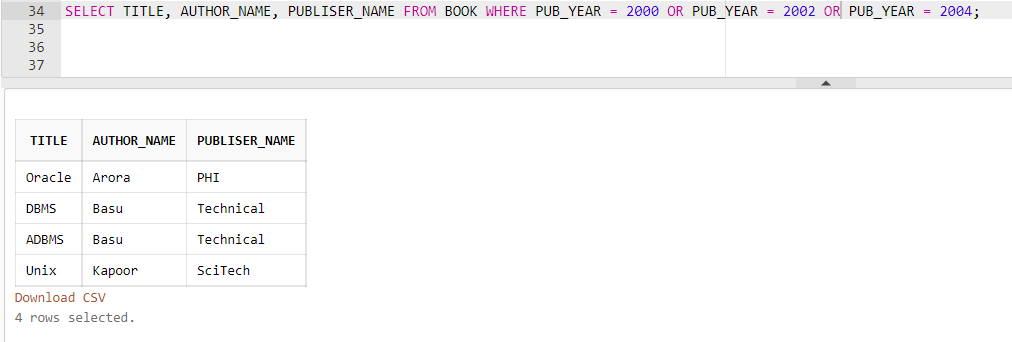 34 SELECT TITLE, AUTHOR_NAME, PUBLISER_NAME FROM BOOK WHERE PUB_YEAR = 2000 OR PUB_YEAR = 2002 OR PUB_YEAR = 2004;
35
36
37
TITLE AUTHOR_NAME PUBLISER_NAME
Oracle Arora PHI
DBMS Basu Technical
ADBMS Basu Technical
Unix Kapoor SciTech
Download CSV
4 rows selected.